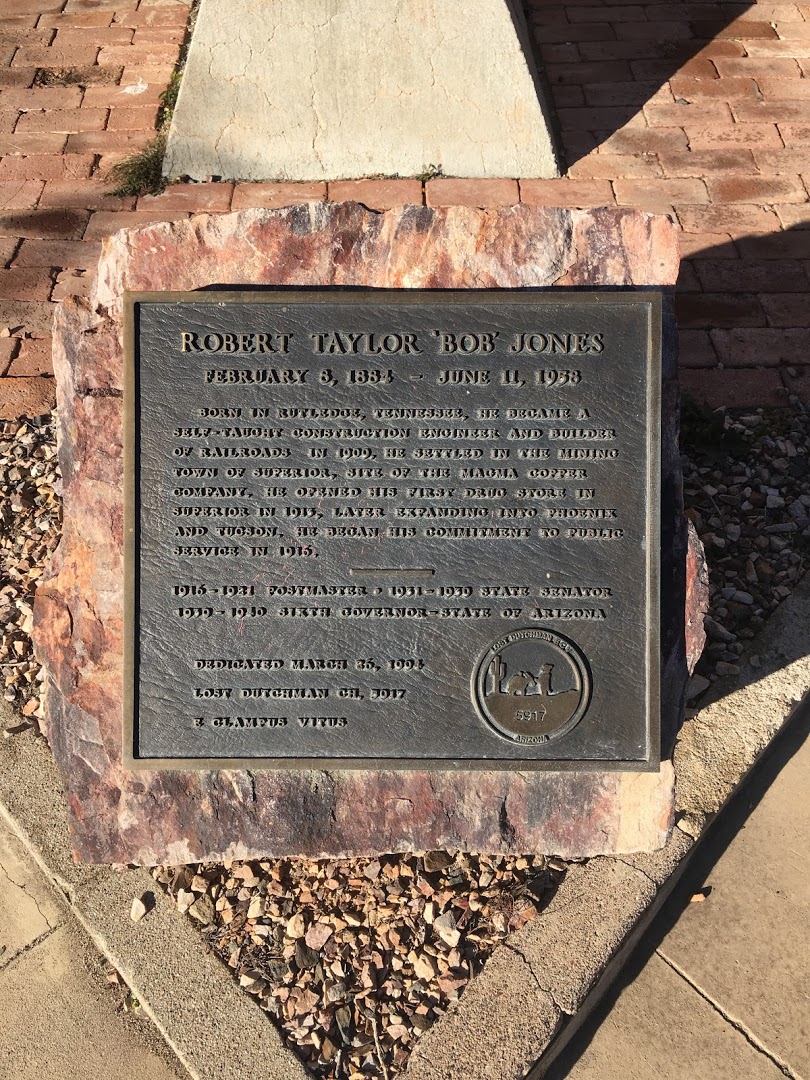 ROBERT TAYLOR 'BOB' JONES
FEBRUARY 8, 1884 - JUNE 11, 1958
BORN IN RUTLEDGE, TENNESSEE, HE BECAME A
SELF-TAUGHT CONSTRUCTION ENGINEER AND BUILDER
OF RAILROADS IN 1909, HE SETTLED IN THE MINING
TOWN OF SUPERIOR, SITE OF THE MAGMA COPPER
COMPANY. HE OPENED HIS FIRST DRUG STORE IN
SUPERIOR IN 1913, LATER EXPANDING INTO PHOENIX
AND TUCSON. HE BEGAN HIS COMMITMENT TO PUBLIC
SERVICE IN 1916.
1916-1921 POSTMASTER • 1931-1939 STATE SENATOR
1939-1940 SIXTH GOVERNOR-STATE OF ARIZONA
DEDICATED MARCH 26, 1994
LOST DUTCHMAN CH. 5917
E CLAMPUS VITUS
LOST DUTCHMAN
5917
ARIZONA